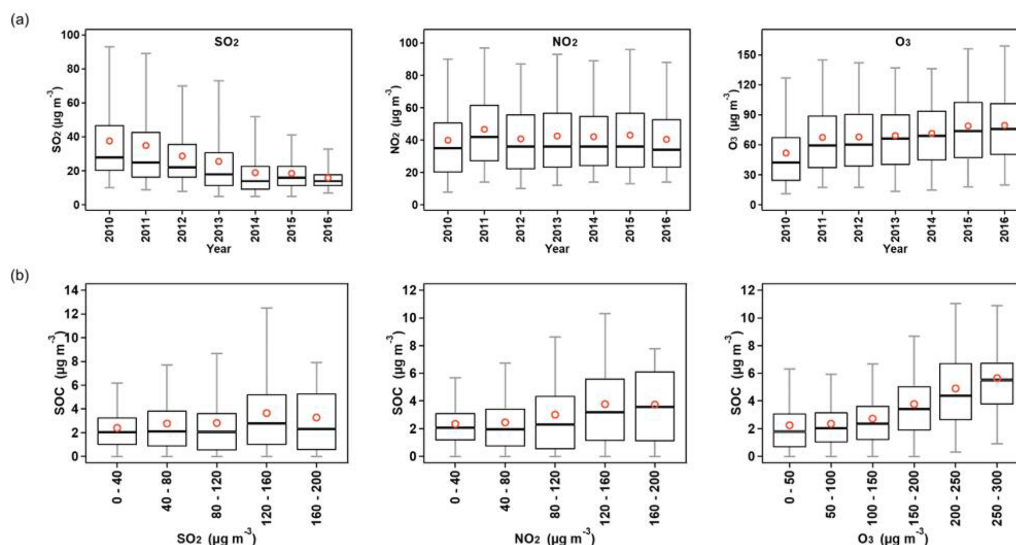 (a)
SO2
SO2 (µg m-3)
100
80
60
40
20
0
2010
2011
2012
2013
2014
2015
2016
Year
NO2
NO2 (µg m-3)
100
80
60
40
20
0
2010
2011
2012
2013
2014
2015
2016
Year
O3
O3 (µg m-3)
150
120
90
60
30
0
2010
2011
2012
2013
2014
2015
2016
Year
(b)
SOC (µg m-3)
14
12
10
8
6
4
2
0
0 - 40
40 - 80
80 - 120
120 - 160
160 - 200
SO2 (µg m-3)
SOC (µg m-3)
12
10
8
6
4
2
0
0 - 40
40 - 80
80 - 120
120 - 160
160 - 200
NO2 (µg m-3)
SOC (µg m-3)
12
10
8
6
4
2
0
0 - 50
50 - 100
100 - 150
150 - 200
200 - 250
250 - 300
O3 (µg m-3)